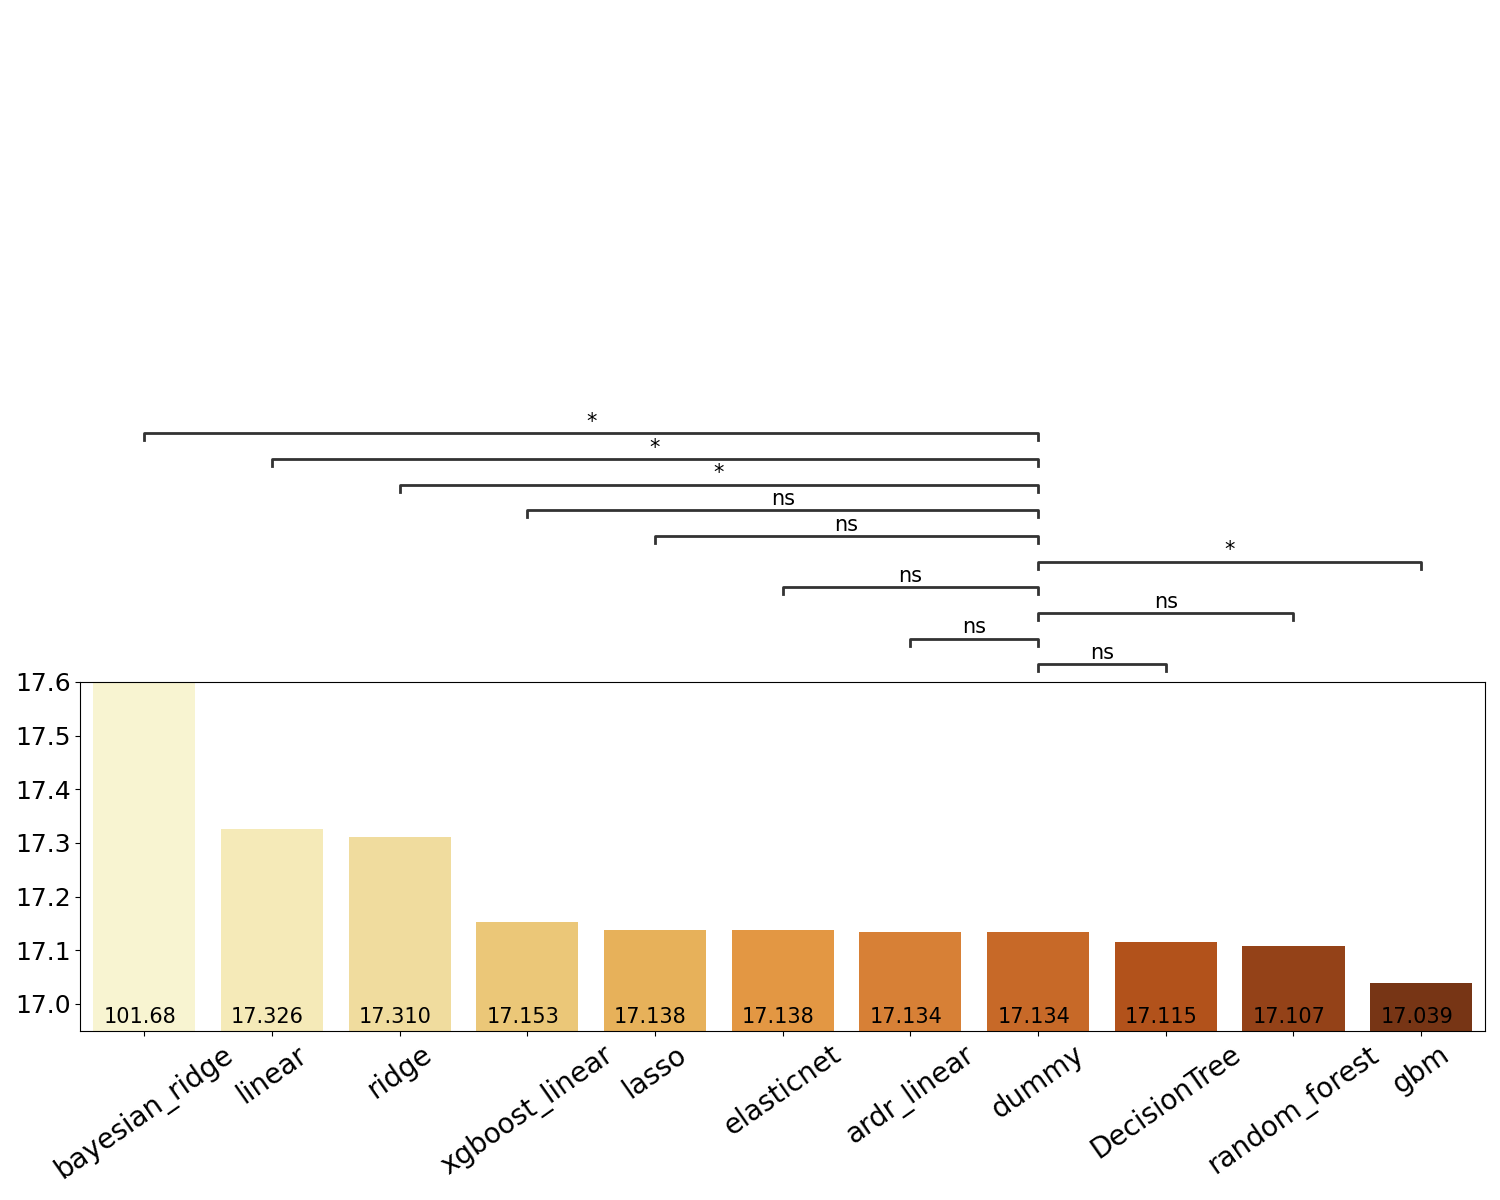 *
*
*
ns
ns
*
ns
ns
ns
ns
17.6
17.5
17.4
17.3
17.2
17.1
17.0
101.68 17.326 17.310 17.153 17.138 17.138 17.134 17.134 17.115 17.107 17.039
bayesian_ridge linear ridge xgboost_linear lasso elasticnet ardr_linear dummy DecisionTree random_forest gbm